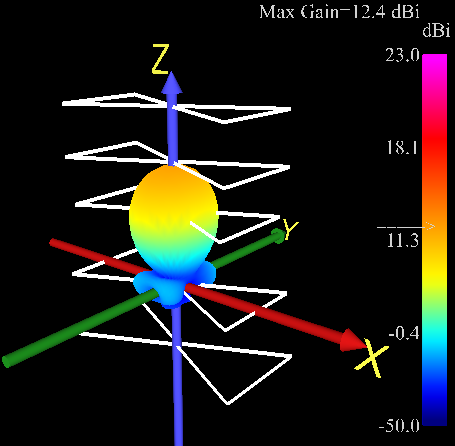 Max Gain=12.4 dBi
dBi
Z
23.0
18.1
Y
11.3
-0.4
X
-50.0